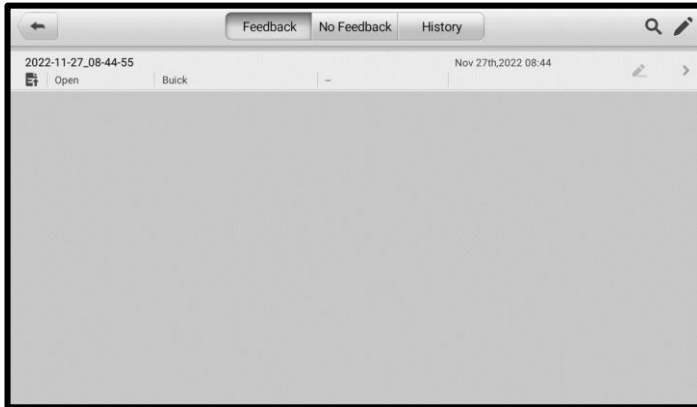 Feedback No Feedback History
2022-11-27_08-44-55 Nov 27th,2022 08:44
Open Buick –